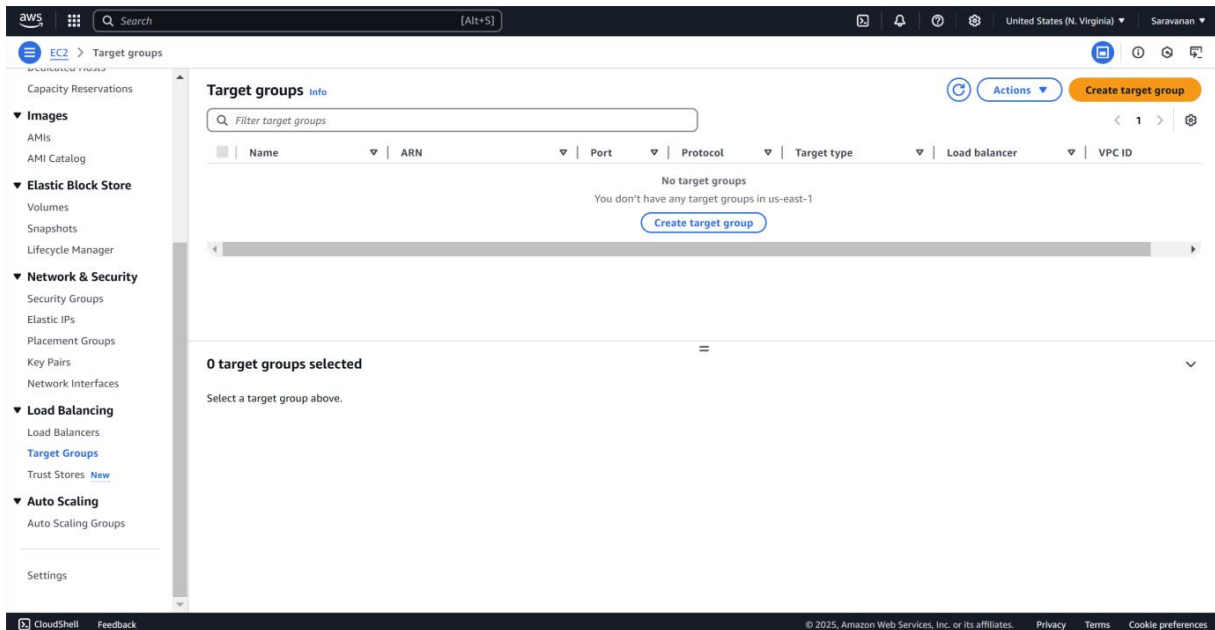 aws
Search [Alt+S] United States (N. Virginia) Saravanan
EC2 > Target groups
Dedicated Hosts
Capacity Reservations
Images
AMIs
AMI Catalog
Elastic Block Store
Volumes
Snapshots
Lifecycle Manager
Network & Security
Security Groups
Elastic IPs
Placement Groups
Key Pairs
Network Interfaces
Load Balancing
Load Balancers
Target Groups
Trust Stores New
Auto Scaling
Auto Scaling Groups
Settings
Target groups Info
Actions
Create target group
Filter target groups
1
Name ARN Port Protocol Target type Load balancer VPC ID
No target groups
You don't have any target groups in us-east-1
Create target group
0 target groups selected
Select a target group above.
CloudShell Feedback © 2025, Amazon Web Services, Inc. or its affiliates. Privacy Terms Cookie preferences